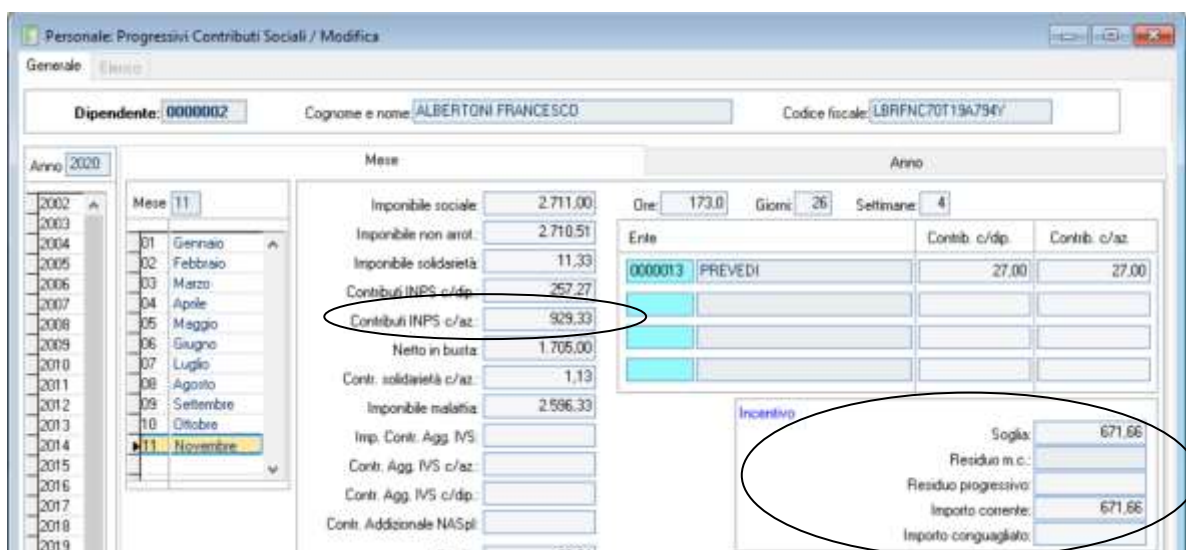 Personale: Progressivi Contributi Sociali / Modifica
Generale Elenco
Dipendente: 0000002 Cognome e nome: ALBERTONI FRANCESCO Codice fiscale: LBRFNC70T19A794Y
Anno 2020 Mese Anno
2002
2003
2004
2005
2006
2007
2008
2009
2010
2011
2012
2013
2014
2015
2016
2017
2018
2019
Mese 11
01 Gennaio
02 Febbraio
03 Marzo
04 Aprile
05 Maggio
06 Giugno
07 Luglio
08 Agosto
09 Settembre
10 Ottobre
11 Novembre
Imponibile sociale: 2.711,00
Imponibile non arrot.: 2.710,51
Imponibile solidarietà: 11,33
Contributi INPS c/dip.: 257,27
Contributi INPS c/az.: 929,33
Netto in busta: 1.705,00
Contr. solidarietà c/az.: 1,13
Imponibile malattia: 2.596,33
Imp. Contr. Agg. IVS:
Contr. Agg. IVS c/az.:
Contr. Agg. IVS c/dip.:
Contr. Addizionale NASpI:
Ore: 173,0 Giorni: 26 Settimane: 4
Ente Contrib. c/dip. Contrib. c/az.
0000013 PREVEDI 27,00 27,00
Incentivo
Soglia: 671,66
Residuo m.c.:
Residuo progressivo:
Importo corrente: 671,66
Importo conguagliato: